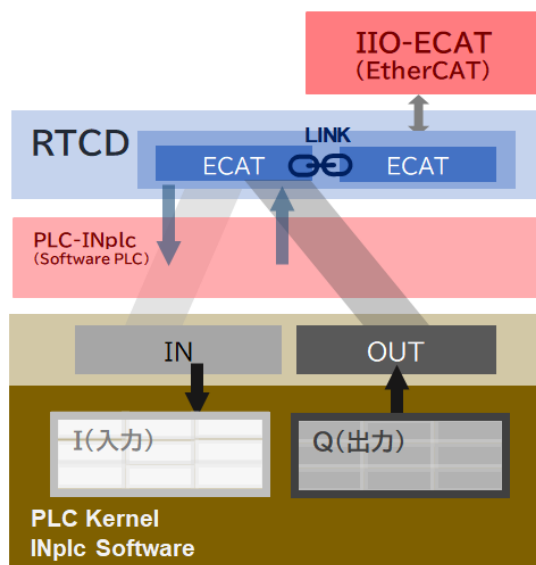 IIO-ECAT
(EtherCAT)
RTCD
LINK
ECAT
ECAT
PLC-INplc
(Software PLC)
IN
OUT
I(入力)
Q(出力)
PLC Kernel
INplc Software